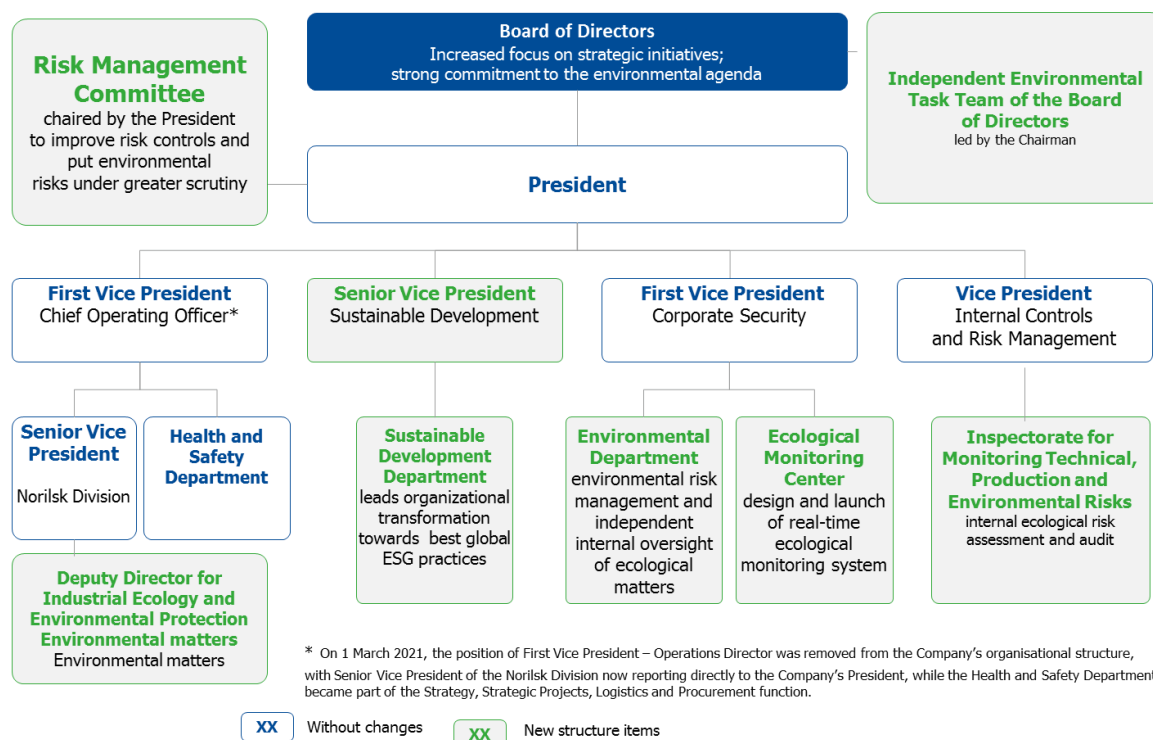 Board of Directors
Increased focus on strategic initiatives;
strong commitment to the environmental agenda
Risk Management
Committee
chaired by the President
to improve risk controls and
put environmental
risks under greater scrutiny
Independent Environmental
Task Team of the Board
of Directors
led by the Chairman
President
First Vice President
Chief Operating Officer*
Senior Vice President
Sustainable Development
First Vice President
Corporate Security
Vice President
Internal Controls
and Risk Management
Senior Vice
President
Norilsk Division
Health and
Safety
Department
Sustainable
Development
Department
leads organizational
transformation
towards best global
ESG practices
Environmental
Department
environmental risk
management and
independent
internal oversight
of ecological
matters
Ecological
Monitoring
Center
design and launch
of real-time
ecological
monitoring system
Inspectorate for
Monitoring Technical,
Production and
Environmental Risks
internal ecological risk
assessment and audit
Deputy Director for
Industrial Ecology and
Environmental Protection
Environmental matters
Environmental matters
* On 1 March 2021, the position of First Vice President – Operations Director was removed from the Company's organisational structure,
with Senior Vice President of the Norilsk Division now reporting directly to the Company's President, while the Health and Safety Department
became part of the Strategy, Strategic Projects, Logistics and Procurement function.
XX Without changes
XX New structure items